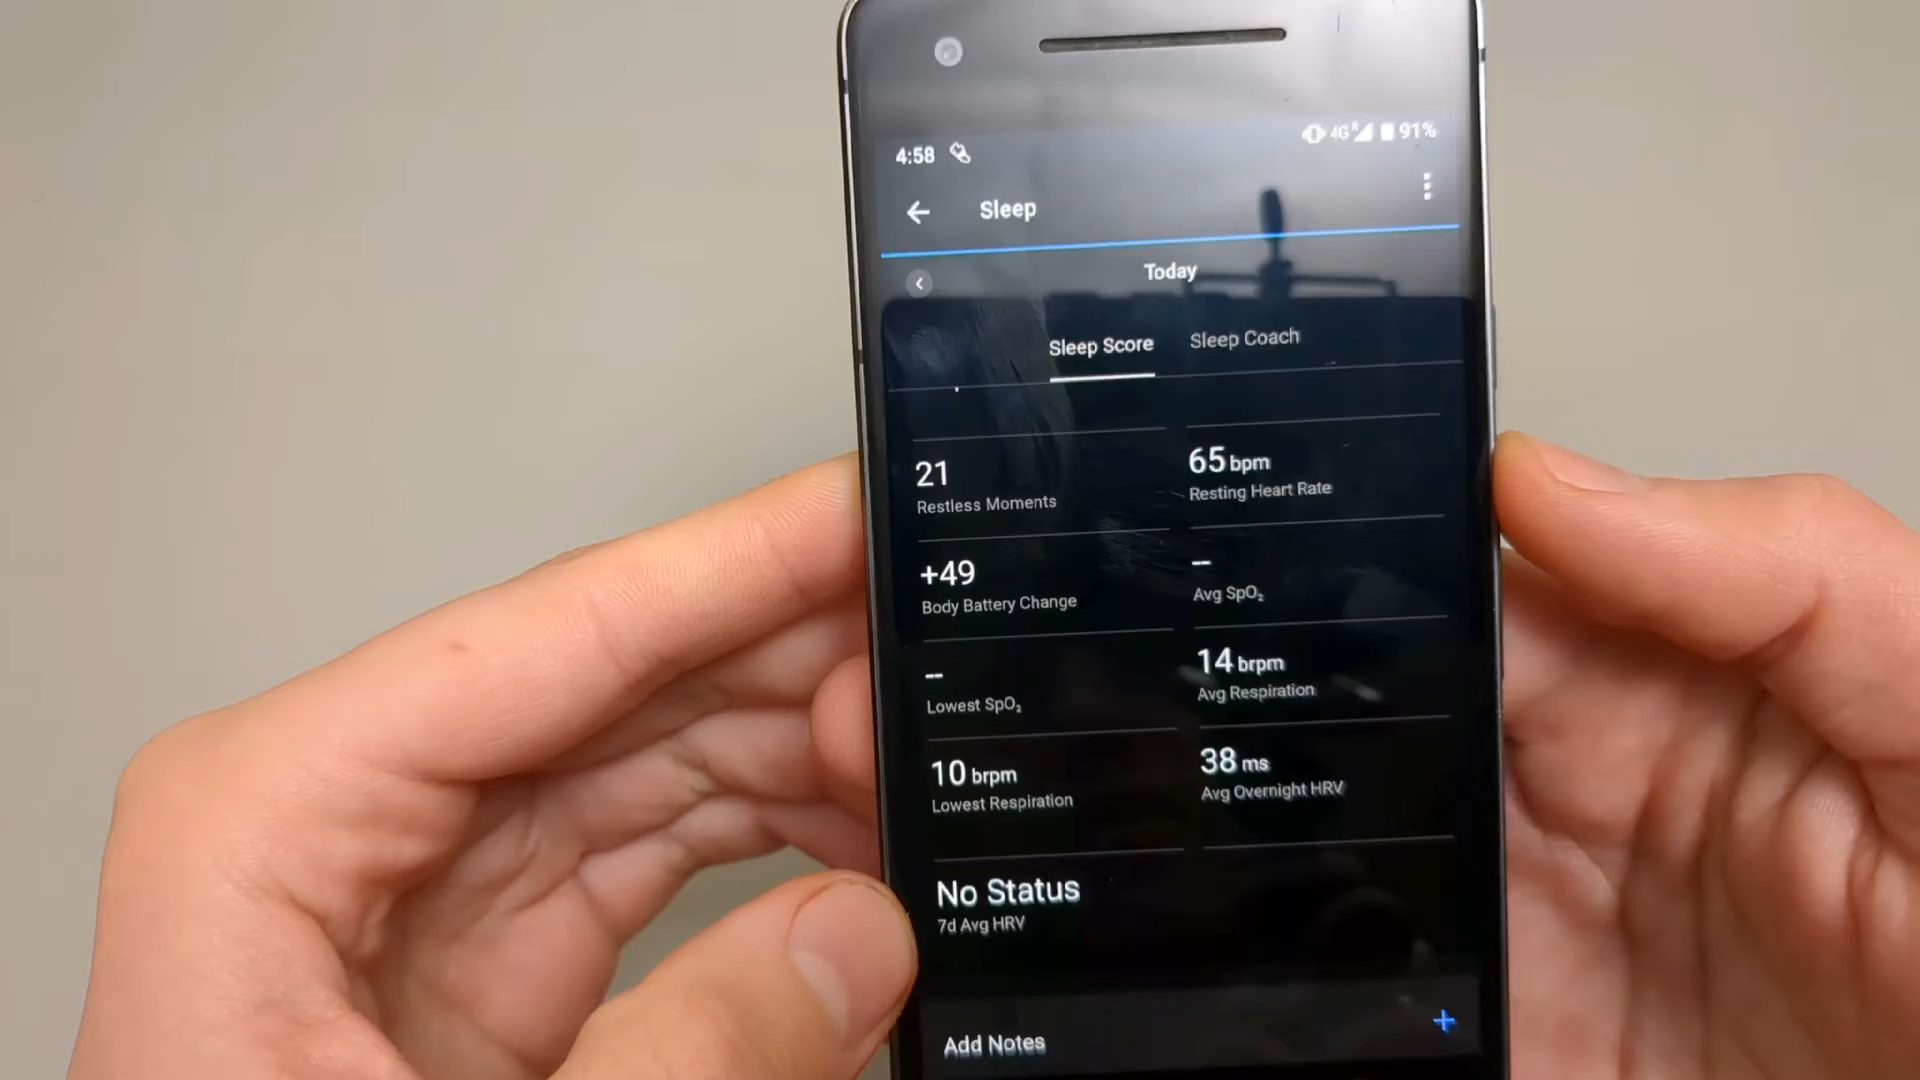 4:58 4G R 91%
Sleep
Today
Sleep Score Sleep Coach
21 65 bpm
Restless Moments Resting Heart Rate
+49 --
Body Battery Change Avg SpO₂
-- 14 brpm
Lowest SpO₂ Avg Respiration
10 brpm 38 ms
Lowest Respiration Avg Overnight HRV
No Status
7d Avg HRV
Add Notes +